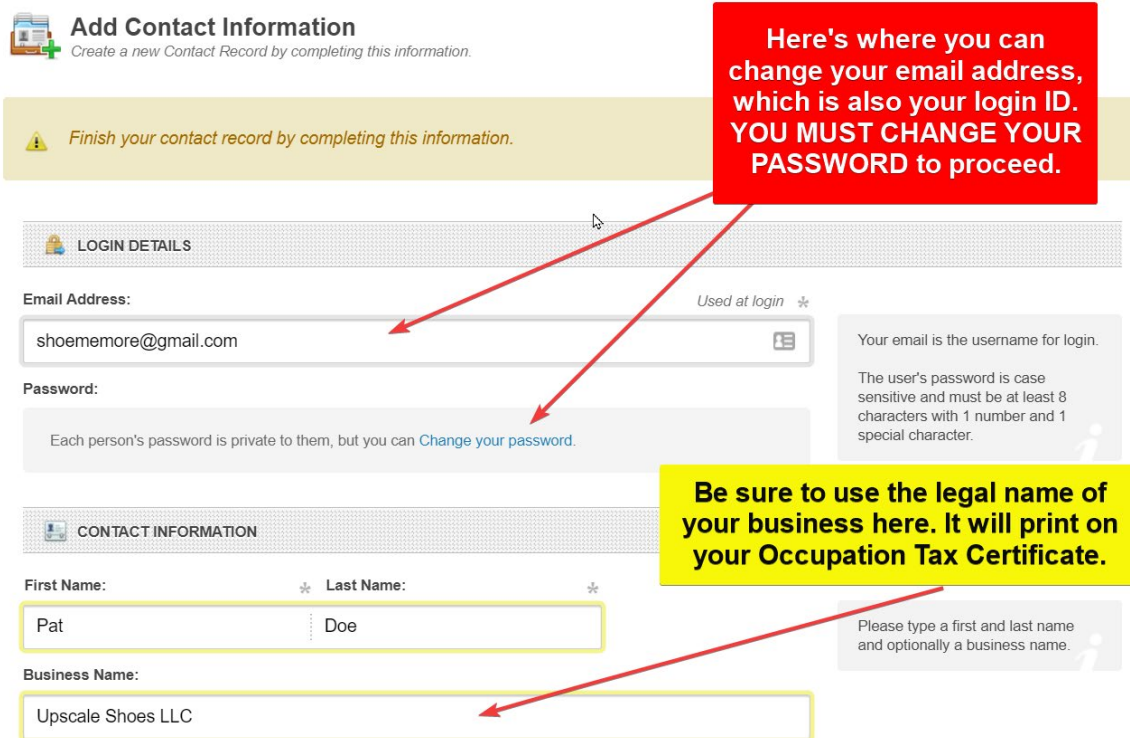 Add Contact Information
Create a new Contact Record by completing this information.
Here's where you can
change your email address,
which is also your login ID.
YOU MUST CHANGE YOUR
PASSWORD to proceed.
Finish your contact record by completing this information.
LOGIN DETAILS
Email Address:
Used at login *
shoememore@gmail.com
Your email is the username for login.
The user's password is case
sensitive and must be at least 8
characters with 1 number and 1
special character.
Password:
Each person's password is private to them, but you can Change your password.
Be sure to use the legal name of
your business here. It will print on
your Occupation Tax Certificate.
CONTACT INFORMATION
First Name: * Last Name: *
Pat Doe
Please type a first and last name
and optionally a business name.
Business Name:
Upscale Shoes LLC